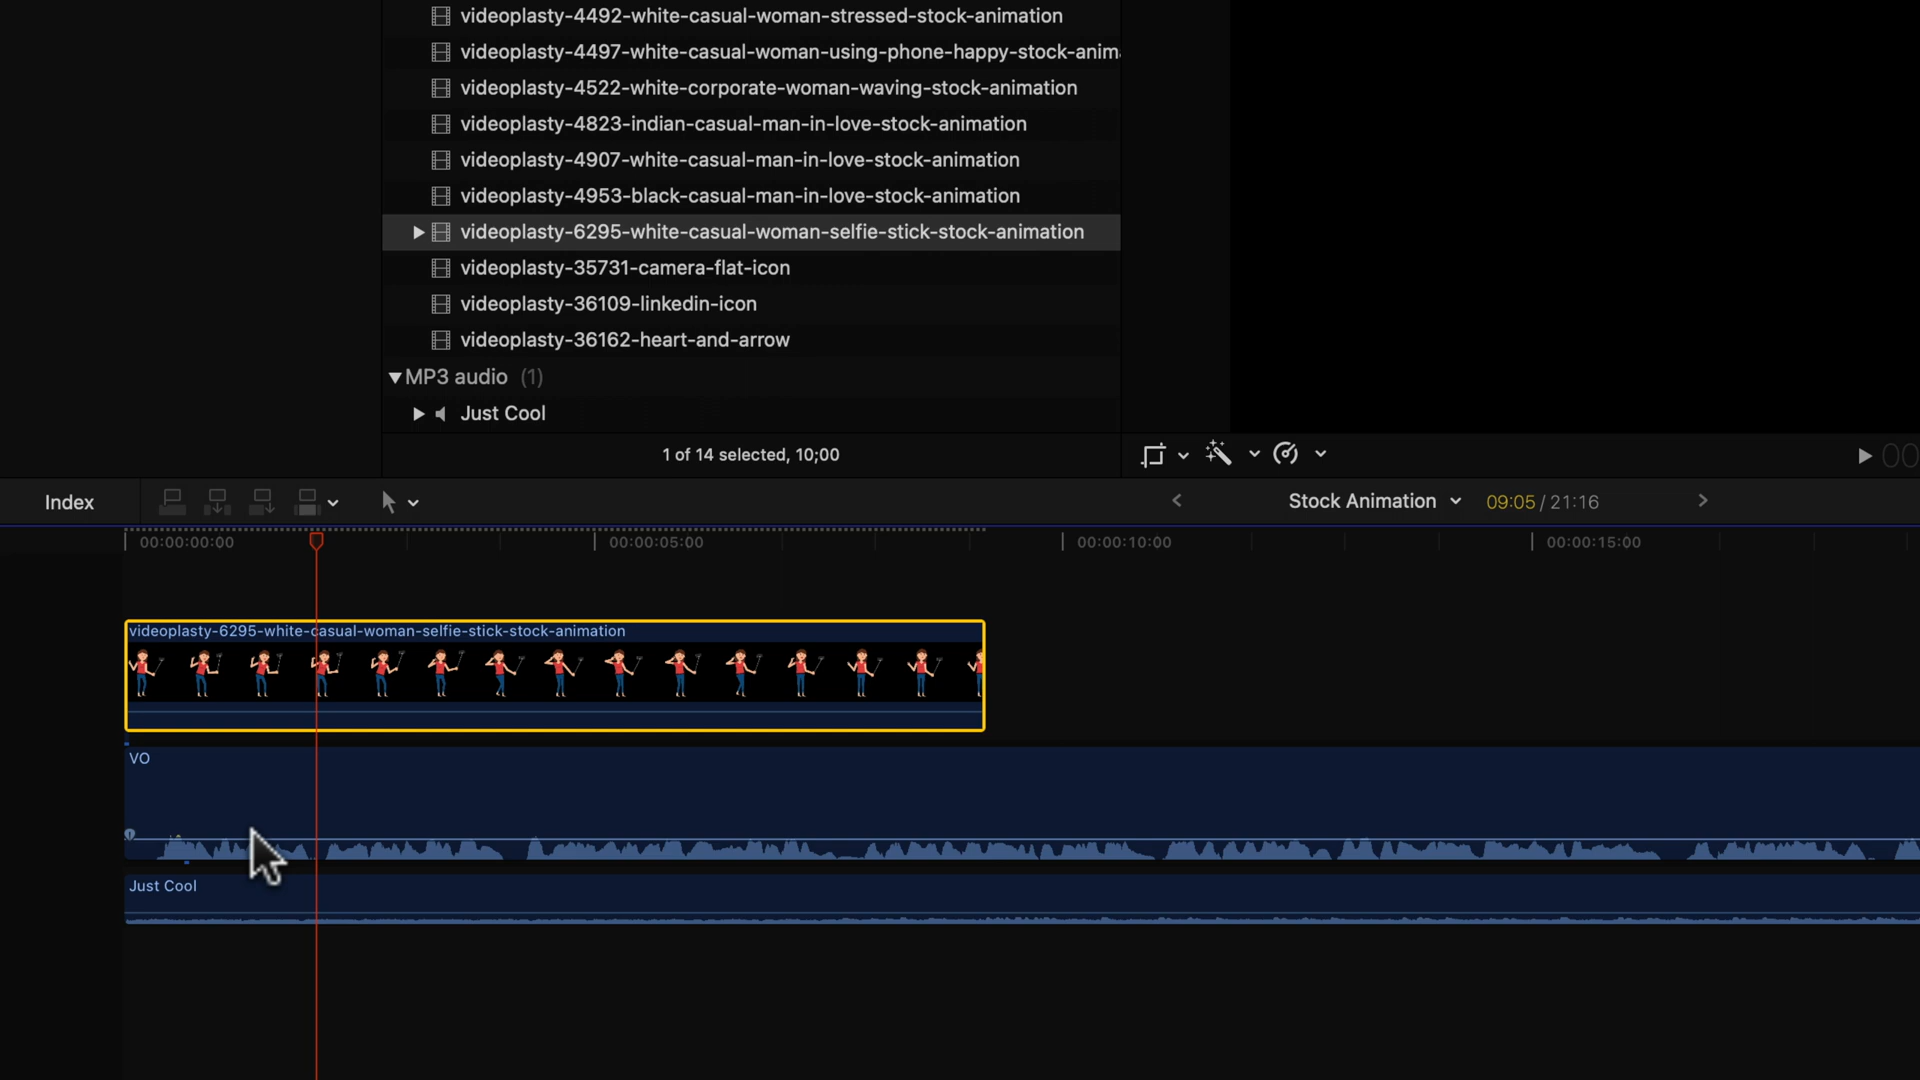 videoplasty-4492-white-casual-woman-stressed-stock-animation
videoplasty-4497-white-casual-woman-using-phone-happy-stock-anim
videoplasty-4522-white-corporate-woman-waving-stock-animation
videoplasty-4823-indian-casual-man-in-love-stock-animation
videoplasty-4907-white-casual-man-in-love-stock-animation
videoplasty-4953-black-casual-man-in-love-stock-animation
videoplasty-6295-white-casual-woman-selfie-stick-stock-animation
videoplasty-35731-camera-flat-icon
videoplasty-36109-linkedin-icon
videoplasty-36162-heart-and-arrow
MP3 audio (1)
Just Cool
1 of 14 selected, 10;00
00
Index
Stock Animation 09:05 / 21:16
00:00:00:00 00:00:05:00 00:00:10:00 00:00:15:00
videoplasty-6295-white-casual-woman-selfie-stick-stock-animation
VO
Just Cool